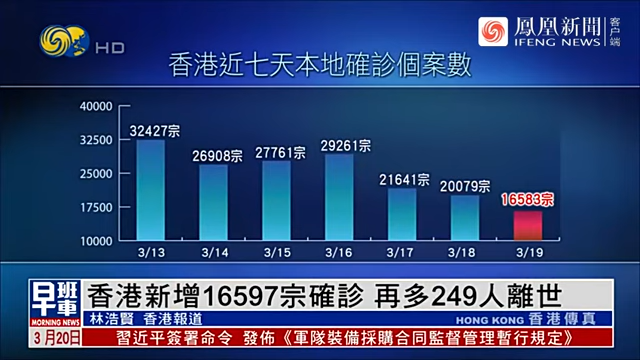 HD
鳳凰新聞 客户端
IFENG NEWS
香港近七天本地確診個案數
40000
32500
25000
17500
10000
32427宗
26908宗
27761宗
29261宗
21641宗
20079宗
16583宗
3/13
3/14
3/15
3/16
3/17
3/18
3/19
早班車
MORNING NEWS
3月20日
香港新增16597宗確診 再多249人離世
林浩賢 香港報道
HONG KONG 香港傳真
習近平簽署命令 發佈《軍隊裝備採購合同監督管理暫行規定》